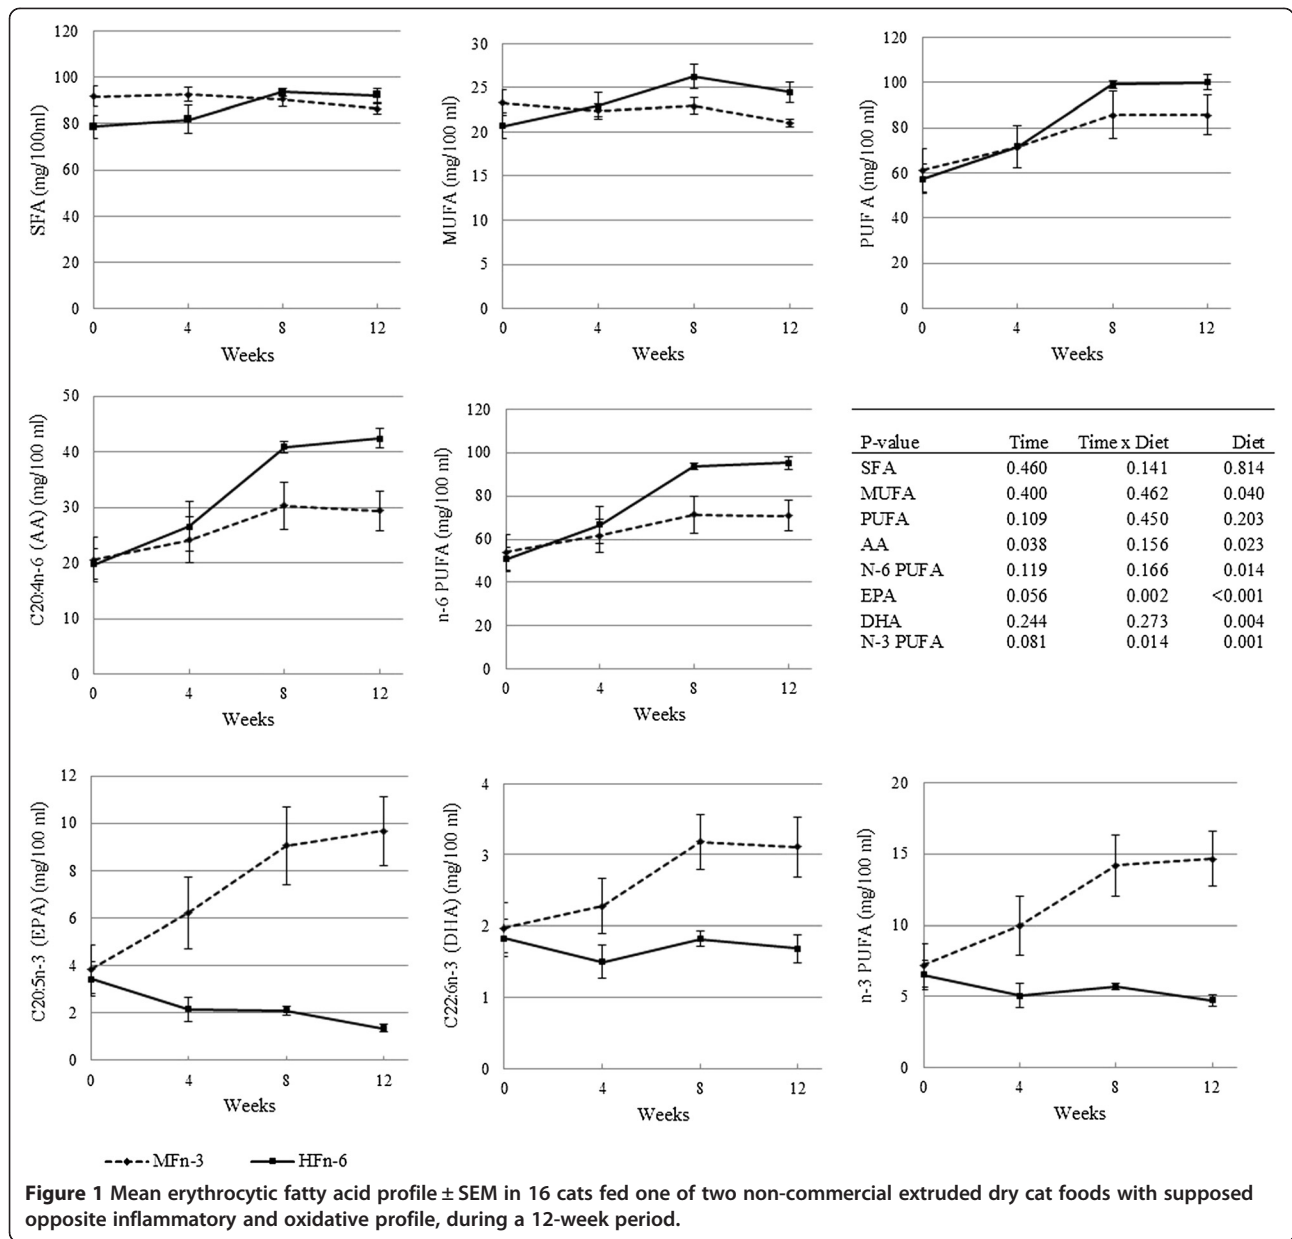 120
100
80
60
40
20
0
SFA (mg/100ml)
0 4 8 12
Weeks
30
25
20
15
10
5
0
MUFA (mg/100 ml)
0 4 8 12
Weeks
120
100
80
60
40
20
0
PUFA (mg/100 ml)
0 4 8 12
Weeks
50
40
30
20
10
0
C20:4n-6 (AA) (mg/100 ml)
0 4 8 12
Weeks
120
100
80
60
40
20
0
n-6 PUFA (mg/100 ml)
0 4 8 12
Weeks
P-value Time Time x Diet Diet
SFA 0.460 0.141 0.814
MUFA 0.400 0.462 0.040
PUFA 0.109 0.450 0.203
AA 0.038 0.156 0.023
N-6 PUFA 0.119 0.166 0.014
EPA 0.056 0.002 <0.001
DHA 0.244 0.273 0.004
N-3 PUFA 0.081 0.014 0.001
12
10
8
6
4
2
0
C20:5n-3 (EPA) (mg/100 ml)
0 4 8 12
Weeks
4
3
2
1
0
C22:6n-3 (DHA) (mg/100 ml)
0 4 8 12
Weeks
20
15
10
5
0
n-3 PUFA (mg/100 ml)
0 4 8 12
Weeks
MFn-3 HFn-6
Figure 1 Mean erythrocytic fatty acid profile ± SEM in 16 cats fed one of two non-commercial extruded dry cat foods with supposed
opposite inflammatory and oxidative profile, during a 12-week period.